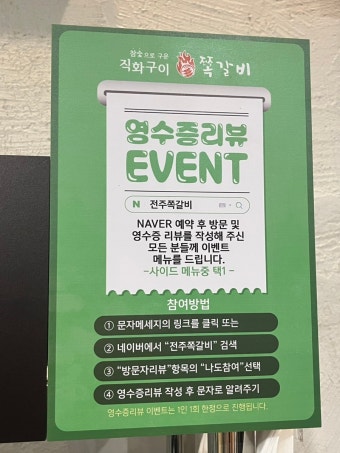 참숯으로 구운
직화구이 쪽갈비
영수증리뷰
EVENT
N 전주쪽갈비
NAVER 예약 후 방문 및
영수증 리뷰를 작성해 주신
모든 분들께 이벤트
메뉴를 드립니다.
-사이드 메뉴중 택1-
참여방법
① 문자메세지의 링크를 클릭 또는
② 네이버에서 "전주쪽갈비" 검색
③ "방문자리뷰"항목의 "나도참여"선택
④ 영수증리뷰 작성 후 문자로 알려주기
영수증리뷰 이벤트는 1인 1회 한정으로 진행됩니다.